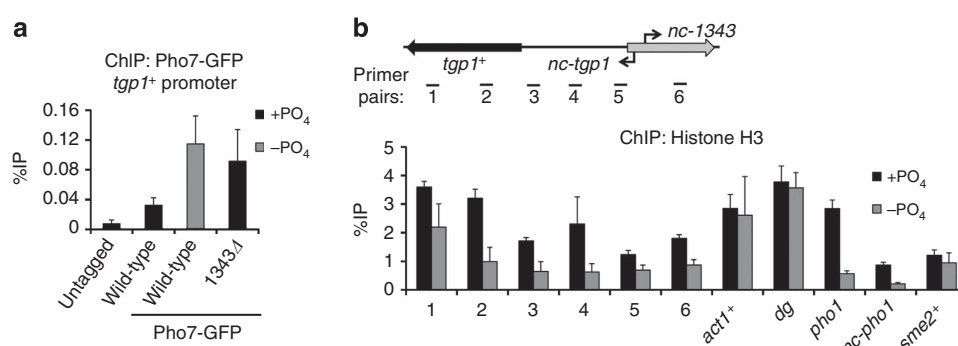 a
ChIP: Pho7-GFP
tgp1+ promoter
%IP
0.16
0.12
0.08
0.04
0
+PO4
–PO4
Untagged
Wild-type
Wild-type
1343Δ
Pho7-GFP
b
nc-1343
tgp1+
nc-tgp1
Primer
pairs:
1 2 3 4 5 6
ChIP: Histone H3
%IP
5
4
3
2
1
0
+PO4
–PO4
1 2 3 4 5 6 act1+ dg pho1 nc-pho1 sme2+